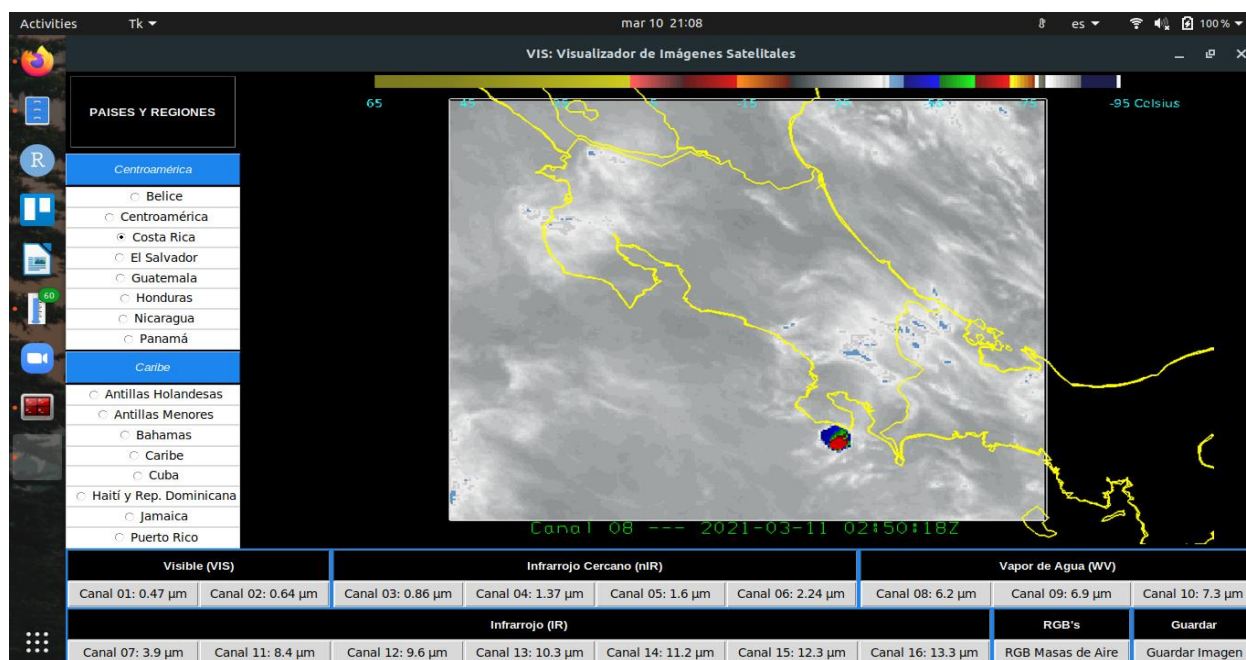 Activities Tk mar 10 21:08 es 100 %
VIS: Visualizador de Imágenes Satelitales
PAISES Y REGIONES
65 45 -15 -95 Celsius
Centroamérica
Belice
Centroamérica
Costa Rica
El Salvador
Guatemala
Honduras
Nicaragua
Panamá
60
Caribe
Antillas Holandesas
Antillas Menores
Bahamas
Caribe
Cuba
Haití y Rep. Dominicana
Jamaica
Puerto Rico
Canal 08 --- 2021-03-11 02:50:18Z
Visible (VIS) Infrarrojo Cercano (nIR) Vapor de Agua (WV)
Canal 01: 0.47 µm Canal 02: 0.64 µm Canal 03: 0.86 µm Canal 04: 1.37 µm Canal 05: 1.6 µm Canal 06: 2.24 µm Canal 08: 6.2 µm Canal 09: 6.9 µm Canal 10: 7.3 µm
Infrarrojo (IR) RGB's Guardar
Canal 07: 3.9 µm Canal 11: 8.4 µm Canal 12: 9.6 µm Canal 13: 10.3 µm Canal 14: 11.2 µm Canal 15: 12.3 µm Canal 16: 13.3 µm RGB Masas de Aire Guardar Imagen